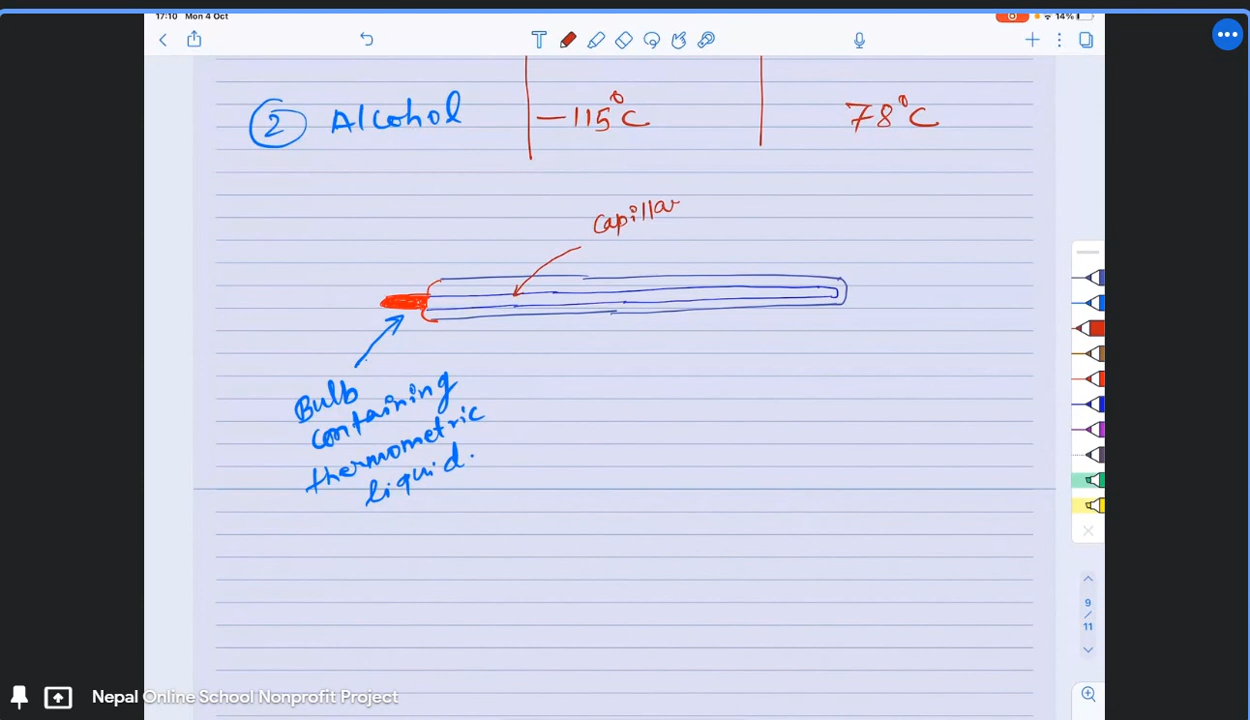 17:10 Mon 4 Oct
14%
T
2 Alcohol -115°C 78°C
Capillar
Bulb
containing
thermometric
liquid.
9
/
11
Nepal Online School Nonprofit Project